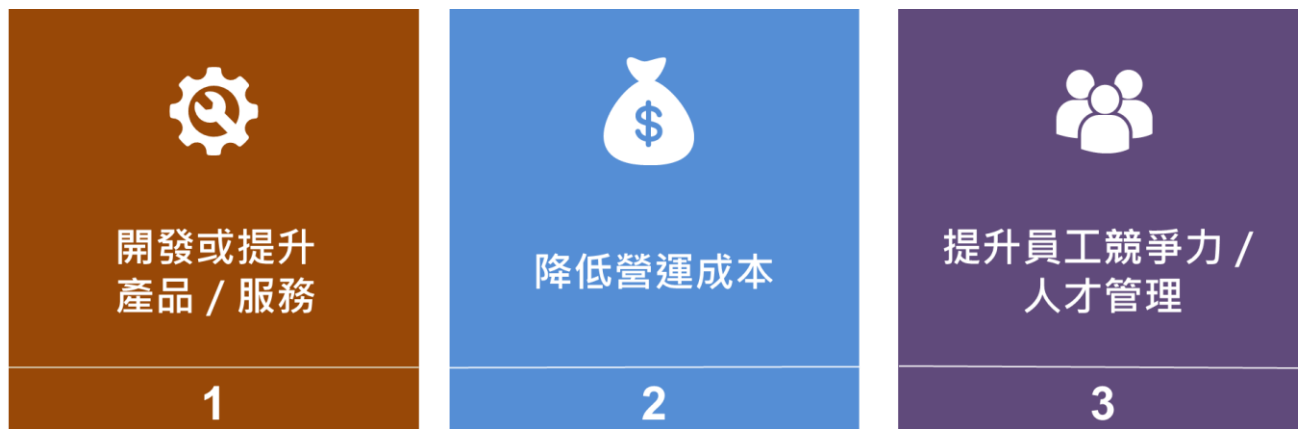 開發或提升
產品 / 服務
1
$
降低營運成本
2
提升員工競爭力 /
人才管理
3